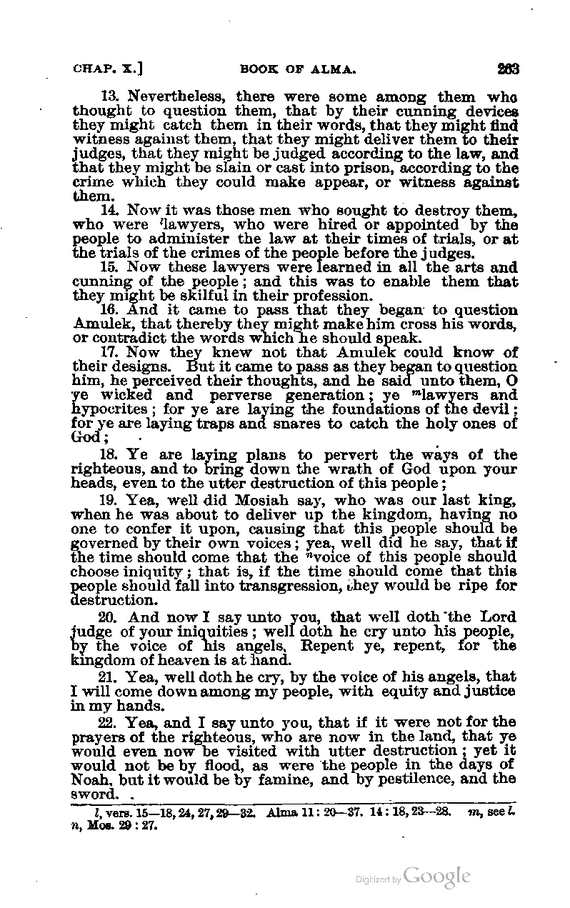 CHAP. X.] BOOK OF ALMA. 263
13. Nevertheless, there were some among them who
thought to question them, that by their cunning devices
they might catch them in their words, that they might find
witness against them, that they might deliver them to their
judges, that they might be judged according to the law, and
that they might be slain or cast into prison, according to the
crime which they could make appear, or witness against
them.
14. Now it was those men who sought to destroy them,
who were ˡlawyers, who were hired or appointed by the
people to administer the law at their times of trials, or at
the trials of the crimes of the people before the judges.
15. Now these lawyers were learned in all the arts and
cunning of the people; and this was to enable them that
they might be skilful in their profession.
16. And it came to pass that they began to question
Amulek, that thereby they might make him cross his words,
or contradict the words which he should speak.
17. Now they knew not that Amulek could know of
their designs. But it came to pass as they began to question
him, he perceived their thoughts, and he said unto them, O
ye wicked and perverse generation; ye ᵐlawyers and
hypocrites; for ye are laying the foundations of the devil;
for ye are laying traps and snares to catch the holy ones of
God;
18. Ye are laying plans to pervert the ways of the
righteous, and to bring down the wrath of God upon your
heads, even to the utter destruction of this people;
19. Yea, well did Mosiah say, who was our last king,
when he was about to deliver up the kingdom, having no
one to confer it upon, causing that this people should be
governed by their own voices; yea, well did he say, that if
the time should come that the ⁿvoice of this people should
choose iniquity; that is, if the time should come that this
people should fall into transgression, they would be ripe for
destruction.
20. And now I say unto you, that well doth the Lord
judge of your iniquities; well doth he cry unto his people,
by the voice of his angels, Repent ye, repent, for the
kingdom of heaven is at hand.
21. Yea, well doth he cry, by the voice of his angels, that
I will come down among my people, with equity and justice
in my hands.
22. Yea, and I say unto you, that if it were not for the
prayers of the righteous, who are now in the land, that ye
would even now be visited with utter destruction; yet it
would not be by flood, as were the people in the days of
Noah, but it would be by famine, and by pestilence, and the
sword.
l, vers. 15—18, 24, 27, 29—32. Alma 11: 20—37. 14: 18, 23—28. m, see l.
n, Mos. 29: 27.
Digitized by Google